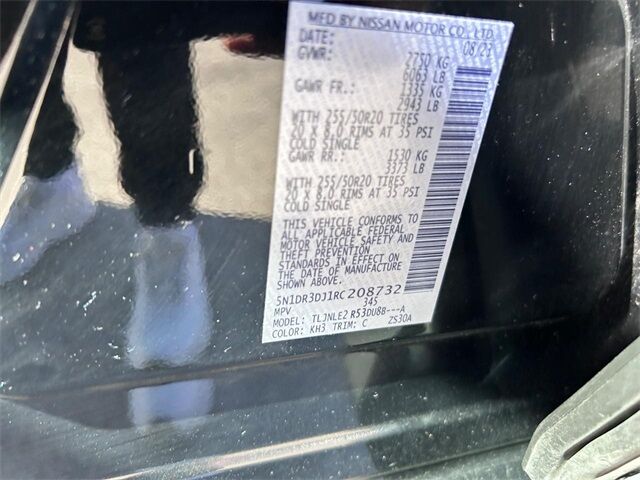 MFD BY NISSAN MOTOR CO., LTD.
DATE: 08/23
GVWR: 2750 KG
6063 LB
GAWR FR.: 1335 KG
2943 LB
WITH 255/50R20 TIRES
20 X 8.0 RIMS AT 35 PSI
COLD SINGLE
GAWR RR.: 1530 KG
3373 LB
WITH 255/50R20 TIRES
20 X 8.0 RIMS AT 35 PSI
COLD SINGLE
THIS VEHICLE CONFORMS TO
ALL APPLICABLE FEDERAL
MOTOR VEHICLE SAFETY AND
THEFT PREVENTION
STANDARDS IN EFFECT ON
THE DATE OF MANUFACTURE
SHOWN ABOVE.
5N1DR3DJ1RC208732
MPV 345
MODEL: TLJNLE2 R53DU8B---A
COLOR: KH3 TRIM: C ZS30A